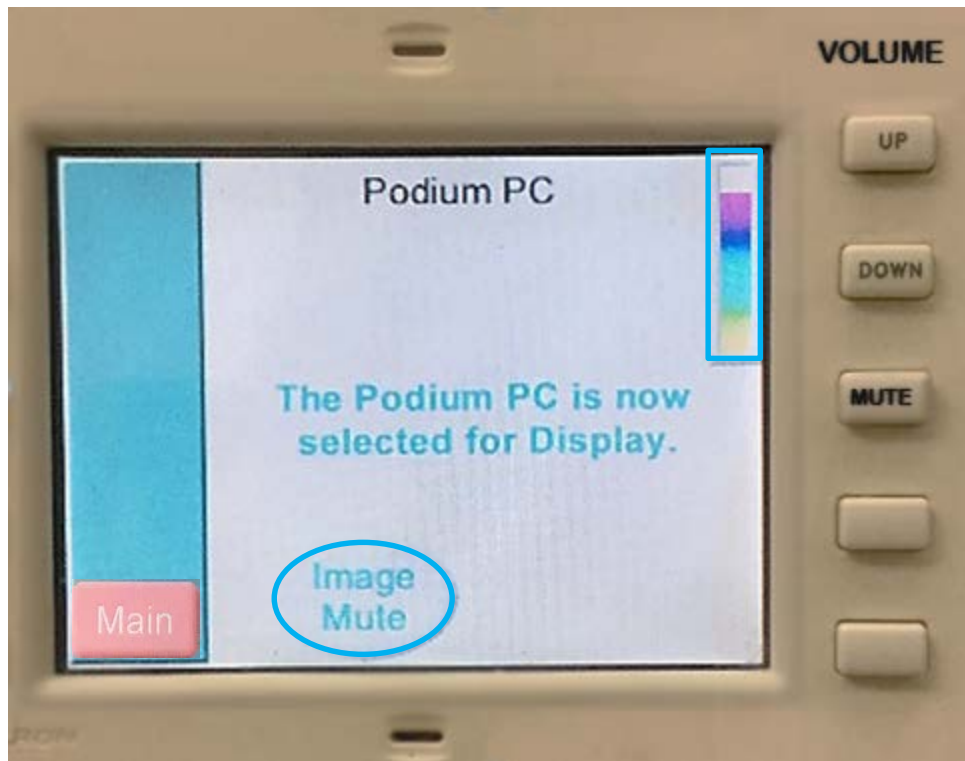 VOLUME
UP
Podium PC
DOWN
The Podium PC is now
selected for Display.
MUTE
Image
Mute
Main